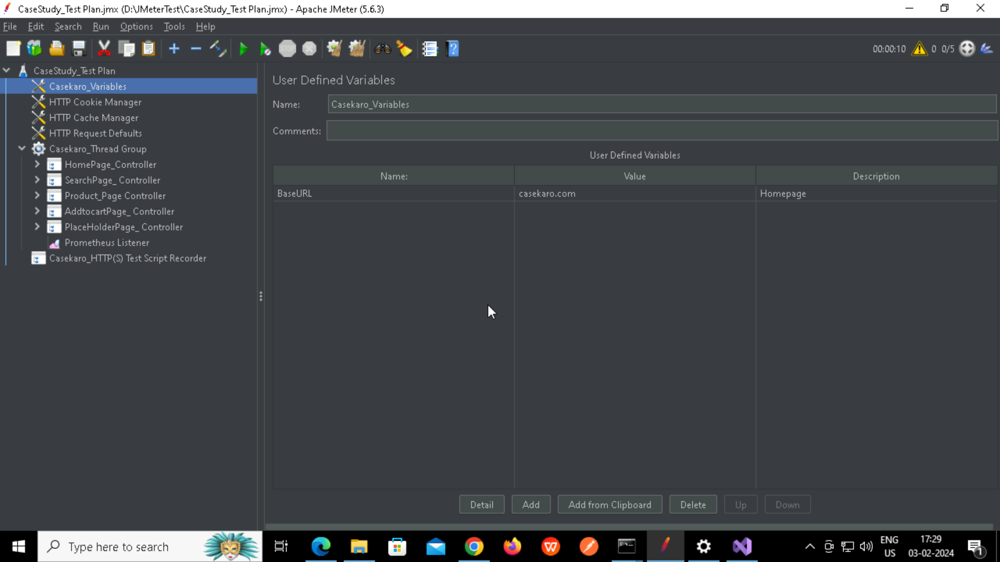 CaseStudy_Test Plan.jmx (D:\JMeterTest\CaseStudy_Test Plan.jmx) - Apache JMeter (5.6.3)
File Edit Search Run Options Tools Help
STOP
?
00:00:10 0 0/5
CaseStudy_Test Plan
Casekaro_Variables
HTTP Cookie Manager
HTTP Cache Manager
HTTP Request Defaults
Casekaro_Thread Group
HomePage_Controller
SearchPage_ Controller
Product_Page Controller
AddtocartPage_ Controller
PlaceHolderPage_ Controller
Prometheus Listener
Casekaro_HTTP(S) Test Script Recorder
User Defined Variables
Name: Casekaro_Variables
Comments:
User Defined Variables
Name: Value Description
BaseURL casekaro.com Homepage
Detail Add Add from Clipboard Delete Up Down
Type here to search
ENG
US
17:29
03-02-2024
1